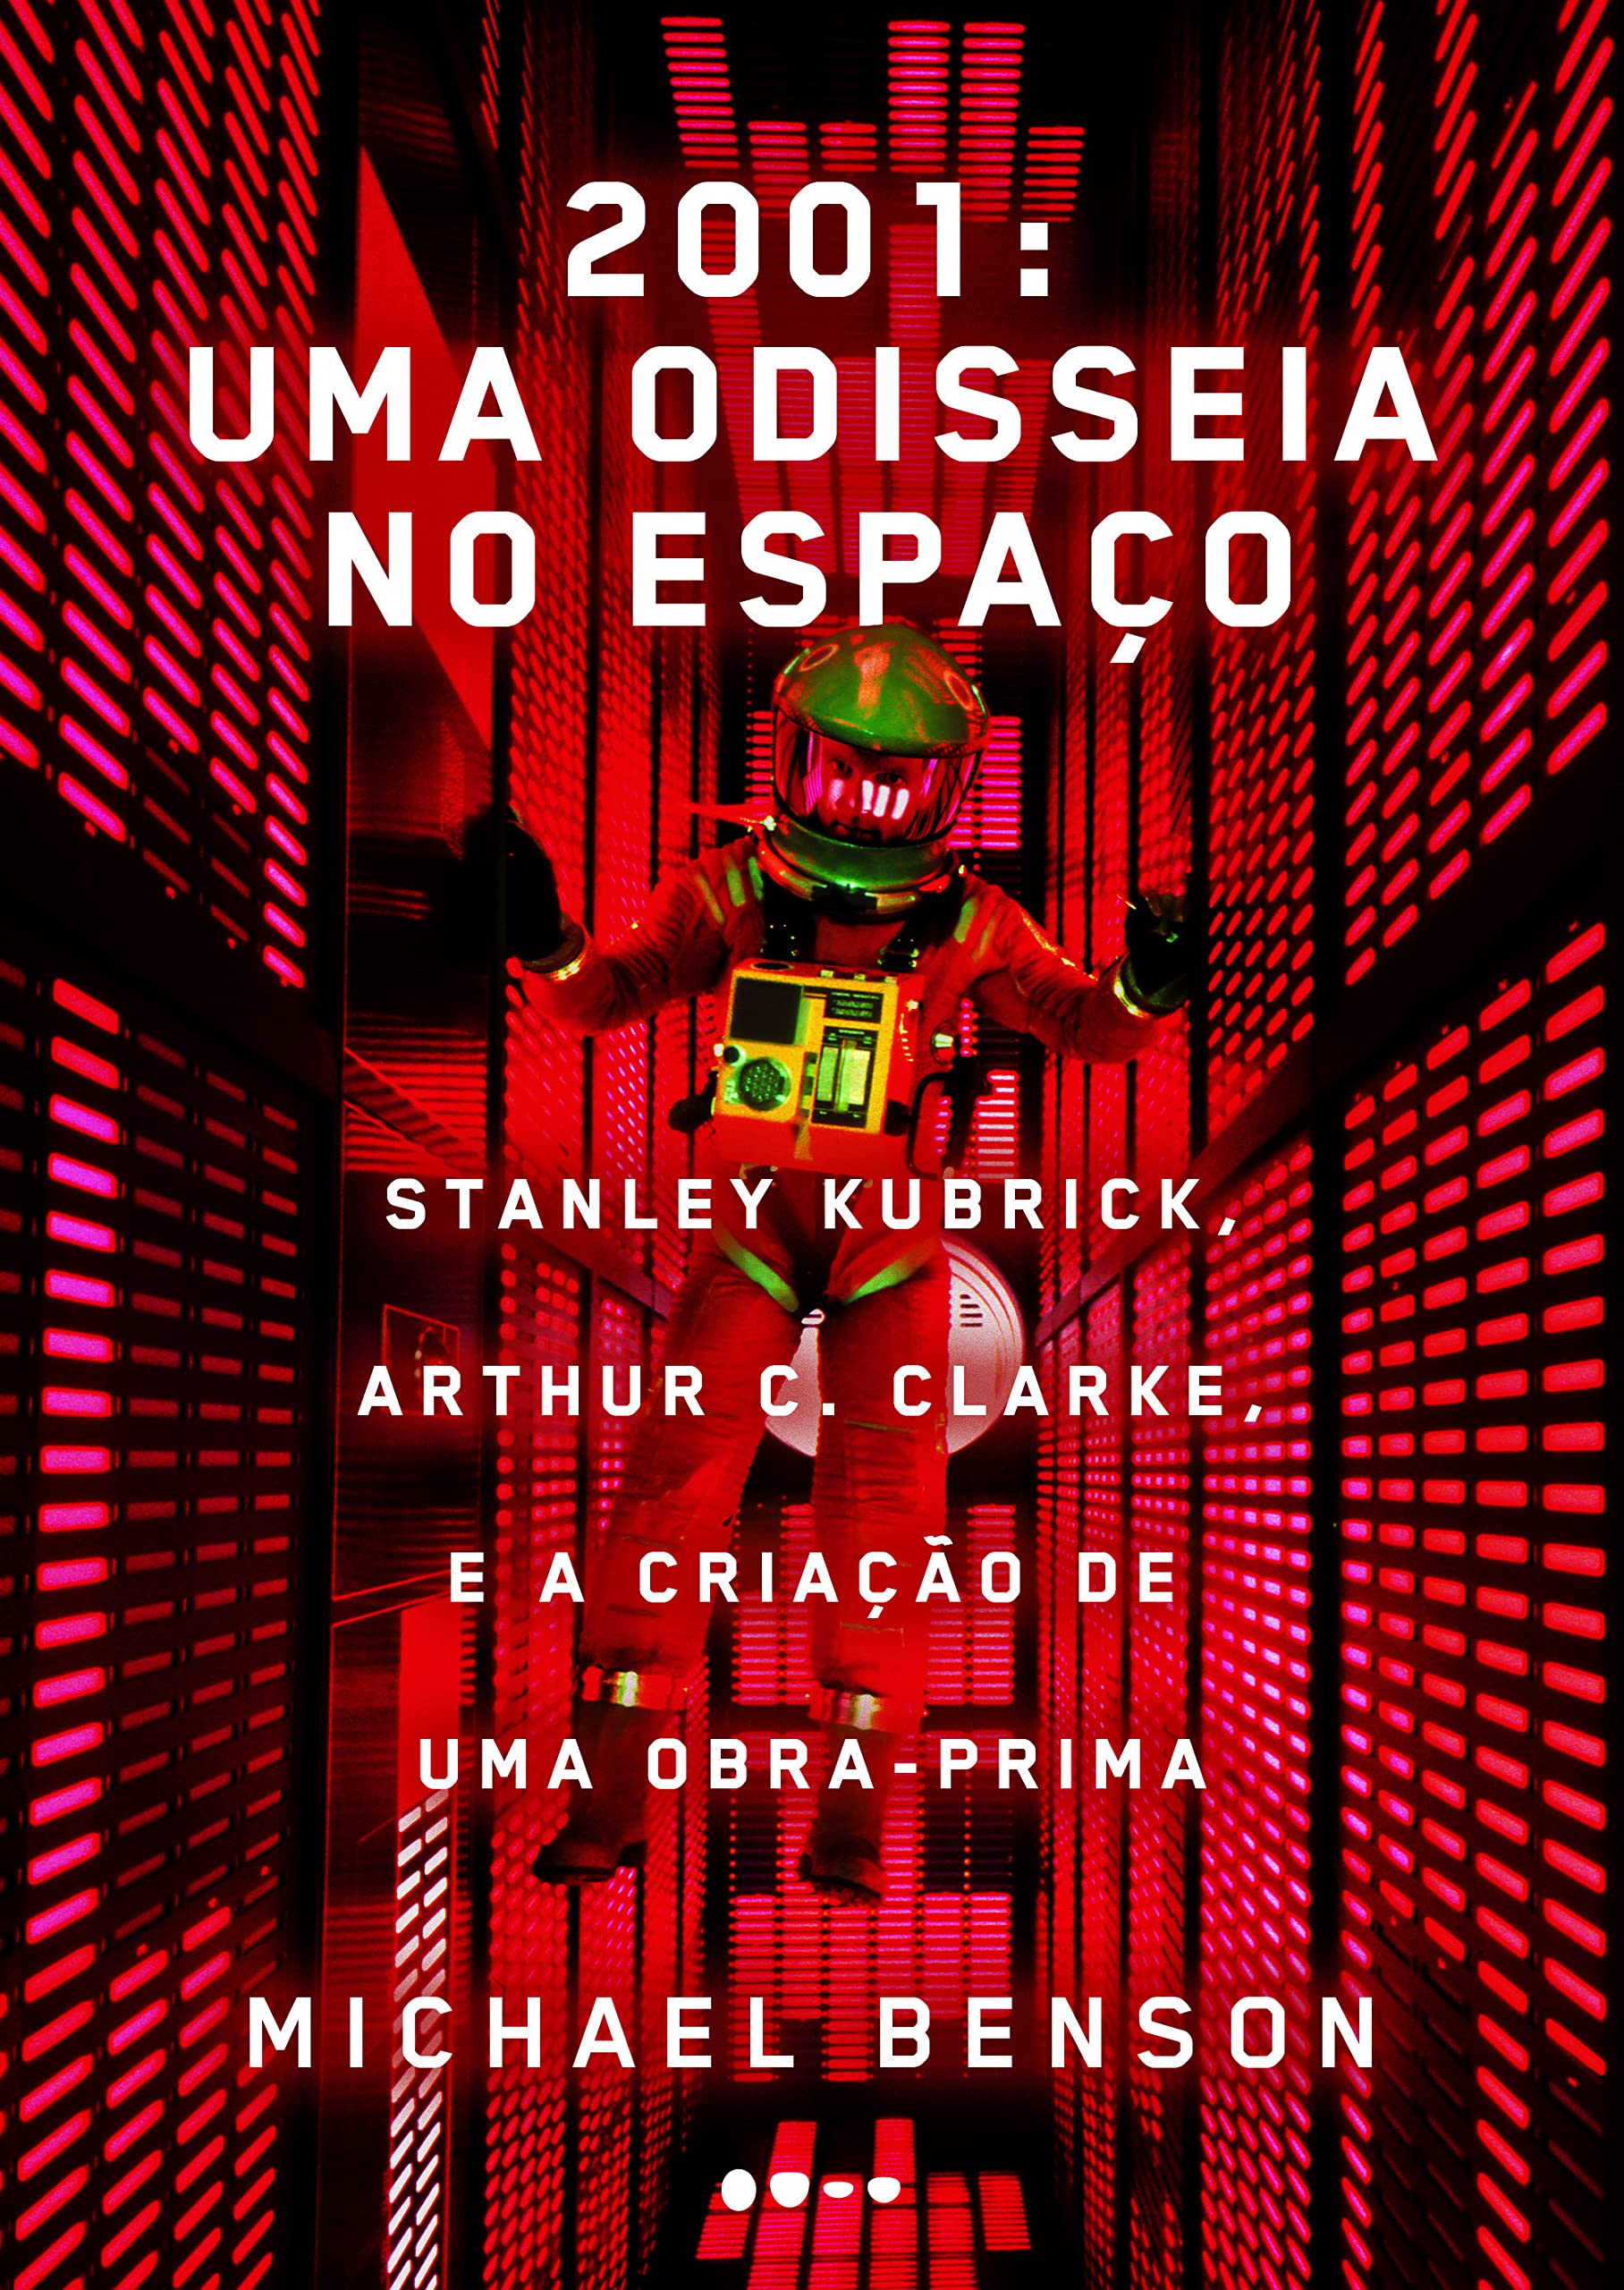 2001:
UMA ODISSEIA
NO ESPAÇO
STANLEY KUBRICK,
ARTHUR C. CLARKE,
E A CRIAÇÃO DE
UMA OBRA-PRIMA
MICHAEL BENSON